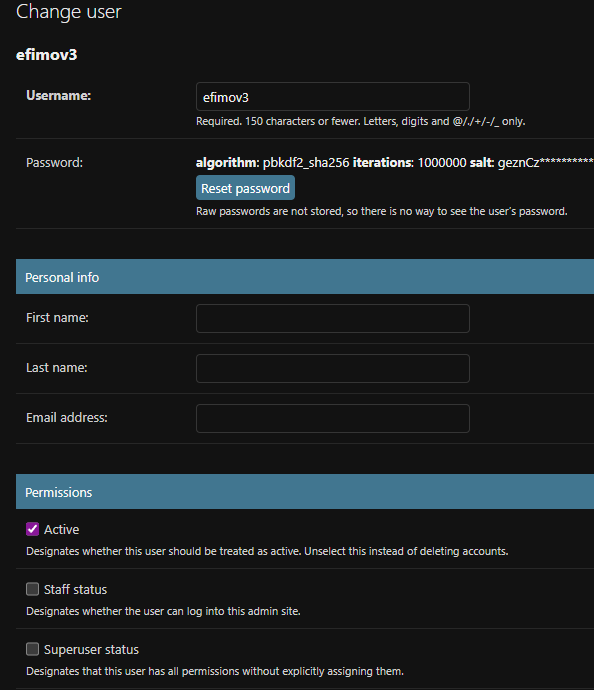 Change user
efimov3
Username:
efimov3
Required. 150 characters or fewer. Letters, digits and @/./+/-/_ only.
Password:
algorithm: pbkdf2_sha256 iterations: 1000000 salt: geznCz**********
Reset password
Raw passwords are not stored, so there is no way to see the user's password.
Personal info
First name:
Last name:
Email address:
Permissions
Active
Designates whether this user should be treated as active. Unselect this instead of deleting accounts.
Staff status
Designates whether the user can log into this admin site.
Superuser status
Designates that this user has all permissions without explicitly assigning them.